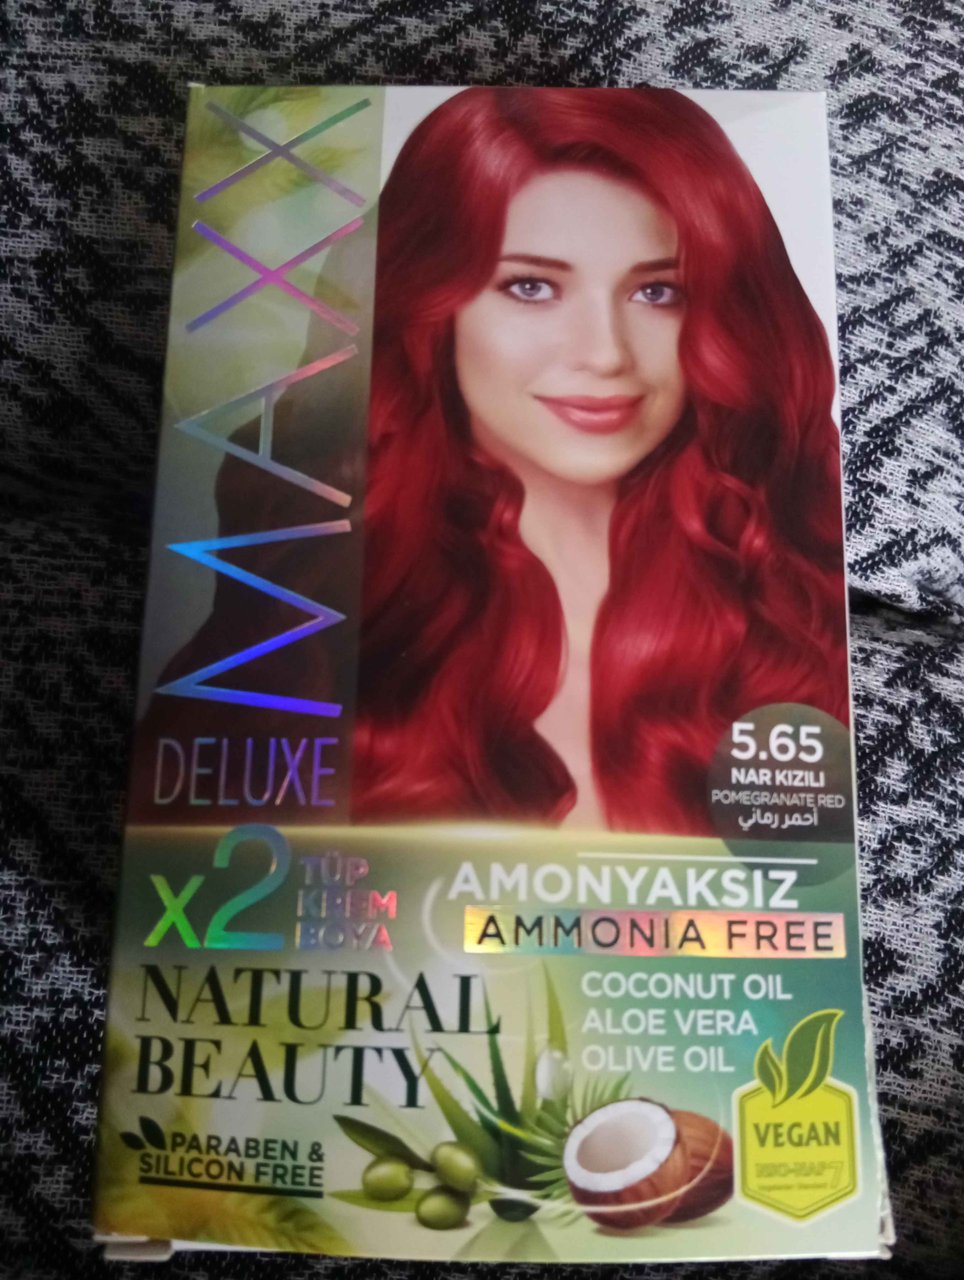 MAXX
DELUXE
5.65
NAR KIZILI
POMEGRANATE RED
أحمر رماني
x2 TÜP
KREM
BOYA
AMONYAKSIZ
AMMONIA FREE
NATURAL
BEAUTY
COCONUT OIL
ALOE VERA
OLIVE OIL
PARABEN &
SILICON FREE
VEGAN